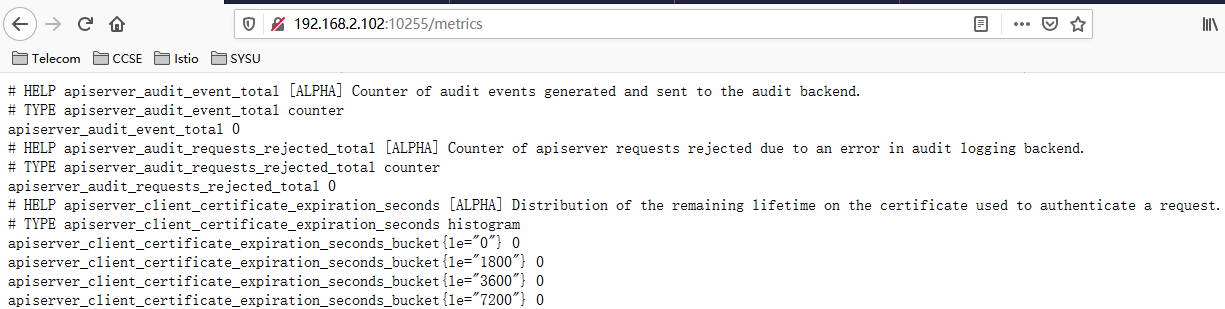 192.168.2.102:10255/metrics
Telecom CCSE Istio SYSU
# HELP apiserver_audit_event_total [ALPHA] Counter of audit events generated and sent to the audit backend.
# TYPE apiserver_audit_event_total counter
apiserver_audit_event_total 0
# HELP apiserver_audit_requests_rejected_total [ALPHA] Counter of apiserver requests rejected due to an error in audit logging backend.
# TYPE apiserver_audit_requests_rejected_total counter
apiserver_audit_requests_rejected_total 0
# HELP apiserver_client_certificate_expiration_seconds [ALPHA] Distribution of the remaining lifetime on the certificate used to authenticate a request.
# TYPE apiserver_client_certificate_expiration_seconds histogram
apiserver_client_certificate_expiration_seconds_bucket{le="0"} 0
apiserver_client_certificate_expiration_seconds_bucket{le="1800"} 0
apiserver_client_certificate_expiration_seconds_bucket{le="3600"} 0
apiserver_client_certificate_expiration_seconds_bucket{le="7200"} 0